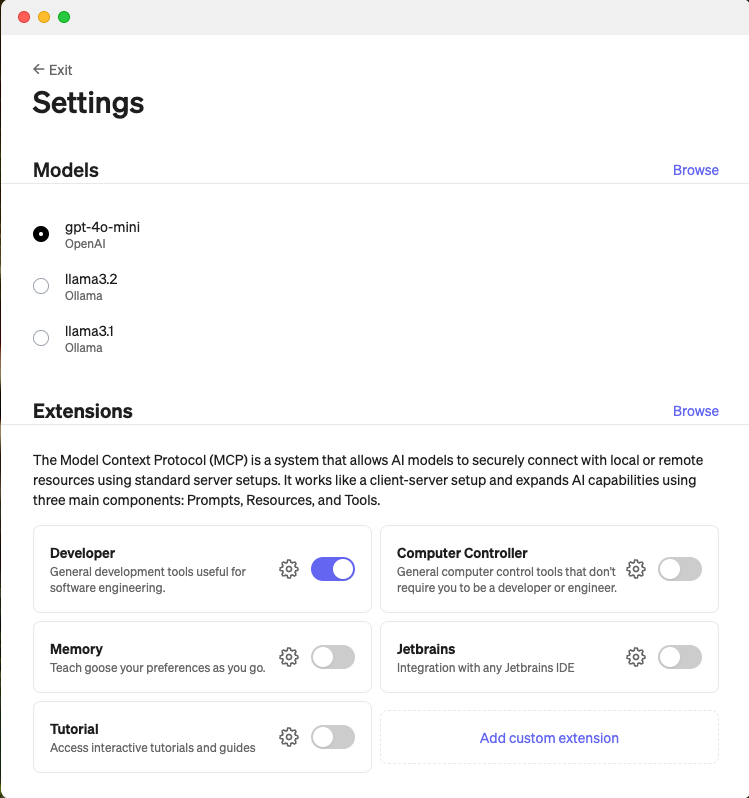 ← Exit
Settings
Models
Browse
gpt-4o-mini
OpenAI
llama3.2
Ollama
llama3.1
Ollama
Extensions
Browse
The Model Context Protocol (MCP) is a system that allows AI models to securely connect with local or remote
resources using standard server setups. It works like a client-server setup and expands AI capabilities using
three main components: Prompts, Resources, and Tools.
Developer
General development tools useful for
software engineering.
Computer Controller
General computer control tools that don't
require you to be a developer or engineer.
Memory
Teach goose your preferences as you go.
Jetbrains
Integration with any Jetbrains IDE
Tutorial
Access interactive tutorials and guides
Add custom extension